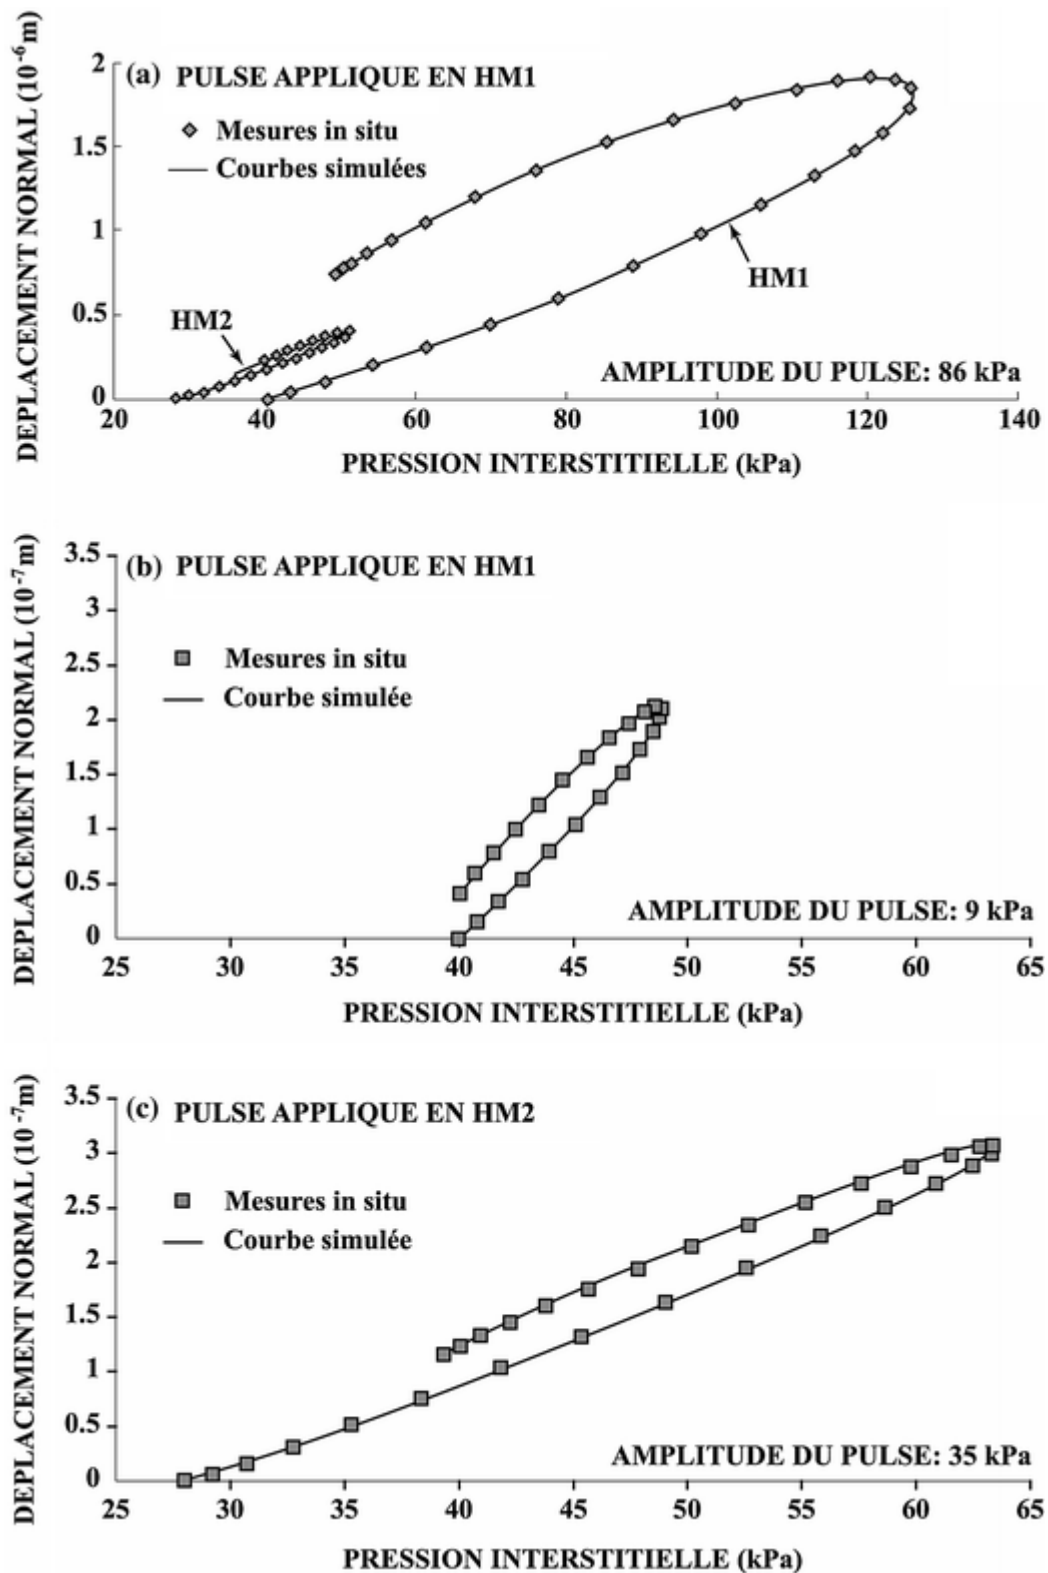 DEPLACEMENT NORMAL (10⁻⁶m)
(a) PULSE APPLIQUE EN HM1
Mesures in situ
Courbes simulées
HM1
HM2
AMPLITUDE DU PULSE: 86 kPa
2
1.5
1
0.5
0
20 40 60 80 100 120 140
PRESSION INTERSTITIELLE (kPa)
DEPLACEMENT NORMAL (10⁻⁷m)
(b) PULSE APPLIQUE EN HM1
Mesures in situ
Courbe simulée
AMPLITUDE DU PULSE: 9 kPa
3.5
3
2.5
2
1.5
1
0.5
0
25 30 35 40 45 50 55 60 65
PRESSION INTERSTITIELLE (kPa)
DEPLACEMENT NORMAL (10⁻⁷m)
(c) PULSE APPLIQUE EN HM2
Mesures in situ
Courbe simulée
AMPLITUDE DU PULSE: 35 kPa
3.5
3
2.5
2
1.5
1
0.5
0
25 30 35 40 45 50 55 60 65
PRESSION INTERSTITIELLE (kPa)